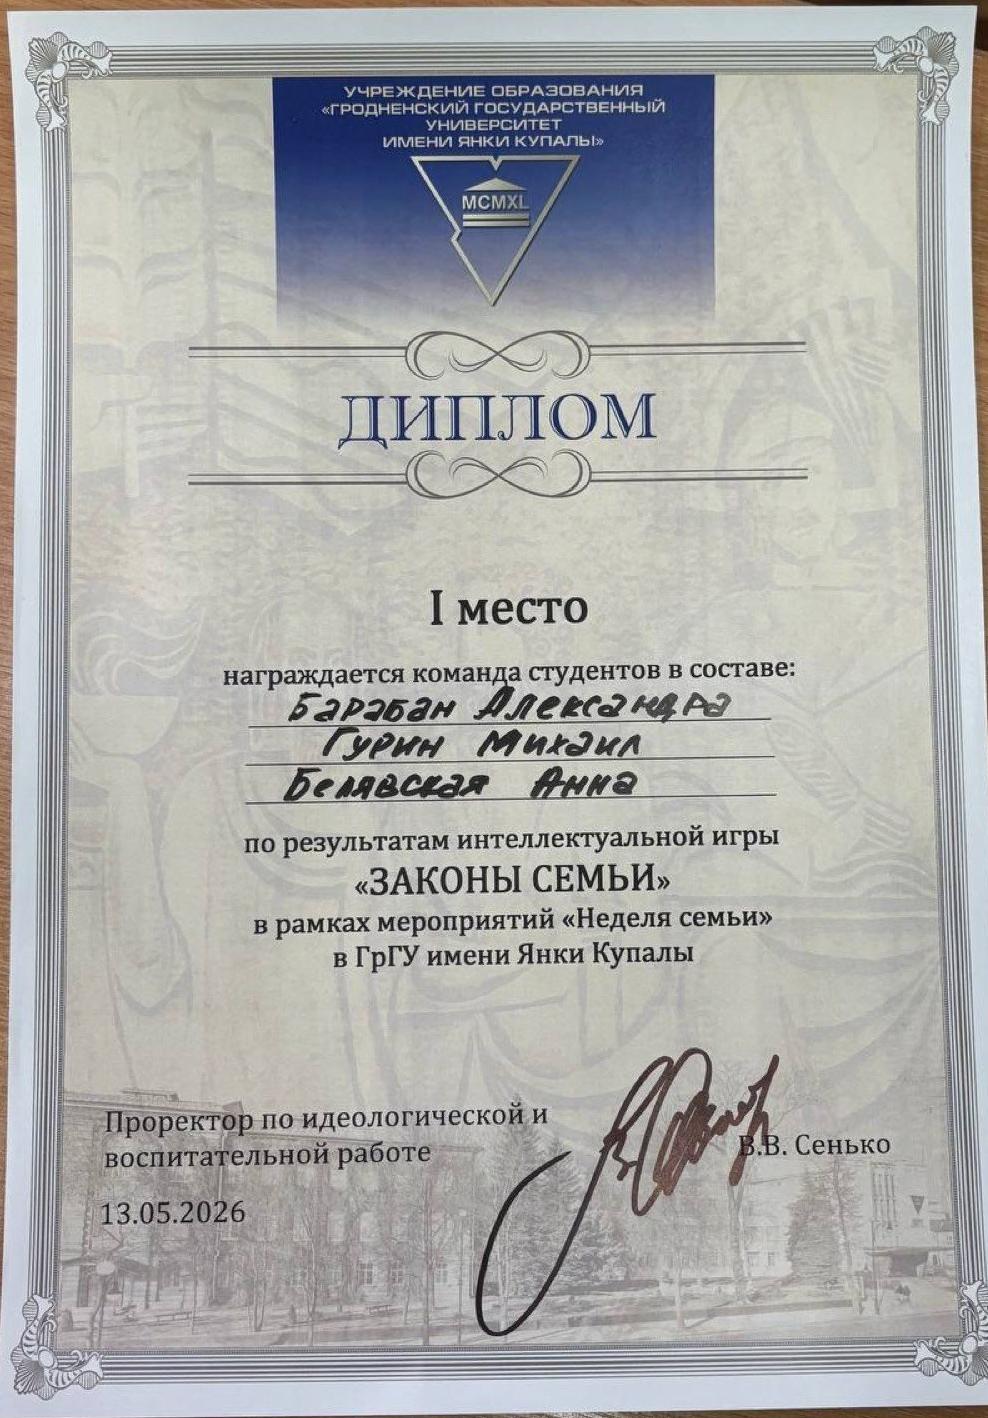 УЧРЕЖДЕНИЕ ОБРАЗОВАНИЯ
«ГРОДНЕНСКИЙ ГОСУДАРСТВЕННЫЙ
УНИВЕРСИТЕТ
ИМЕНИ ЯНКИ КУПАЛЫ»
MCMXL
ДИПЛОМ
I место
награждается команда студентов в составе:
Барабан Александра
Гурин Михаил
Белявская Анна
по результатам интеллектуальной игры
«ЗАКОНЫ СЕМЬИ»
в рамках мероприятий «Неделя семьи»
в ГрГУ имени Янки Купалы
Проректор по идеологической и
воспитательной работе
В.В. Сенько
13.05.2026